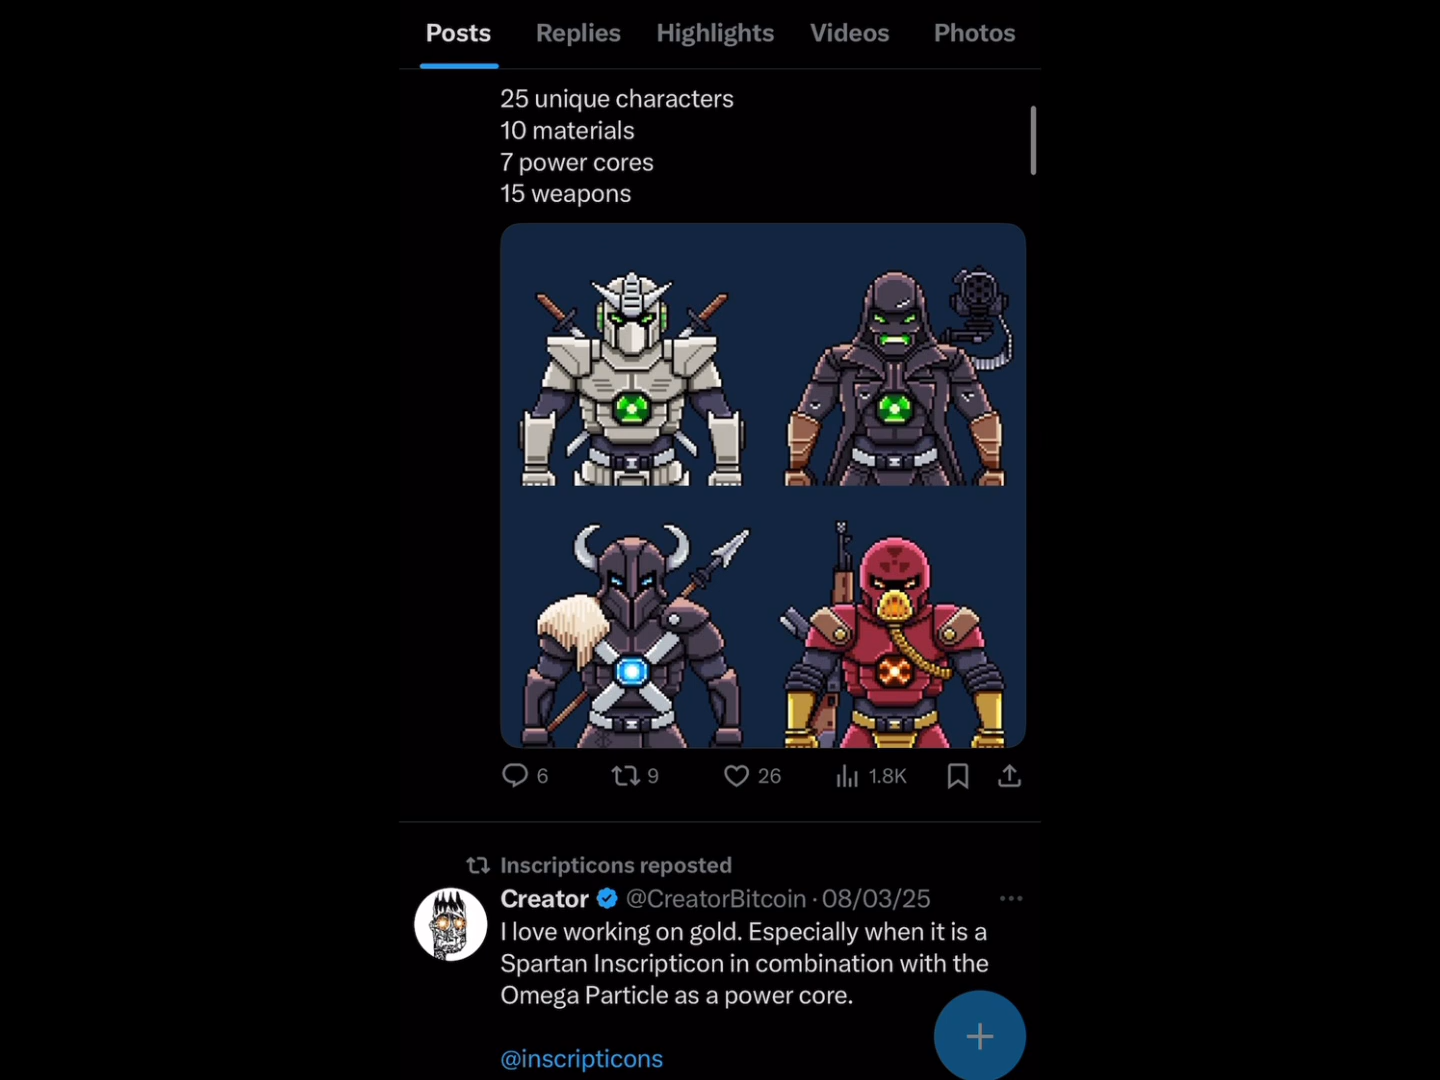 Posts Replies Highlights Videos Photos
25 unique characters
10 materials
7 power cores
15 weapons
6 9 26 1.8K
Inscripticons reposted
Creator @CreatorBitcoin · 08/03/25
I love working on gold. Especially when it is a
Spartan Inscripticon in combination with the
Omega Particle as a power core.
@inscripticons